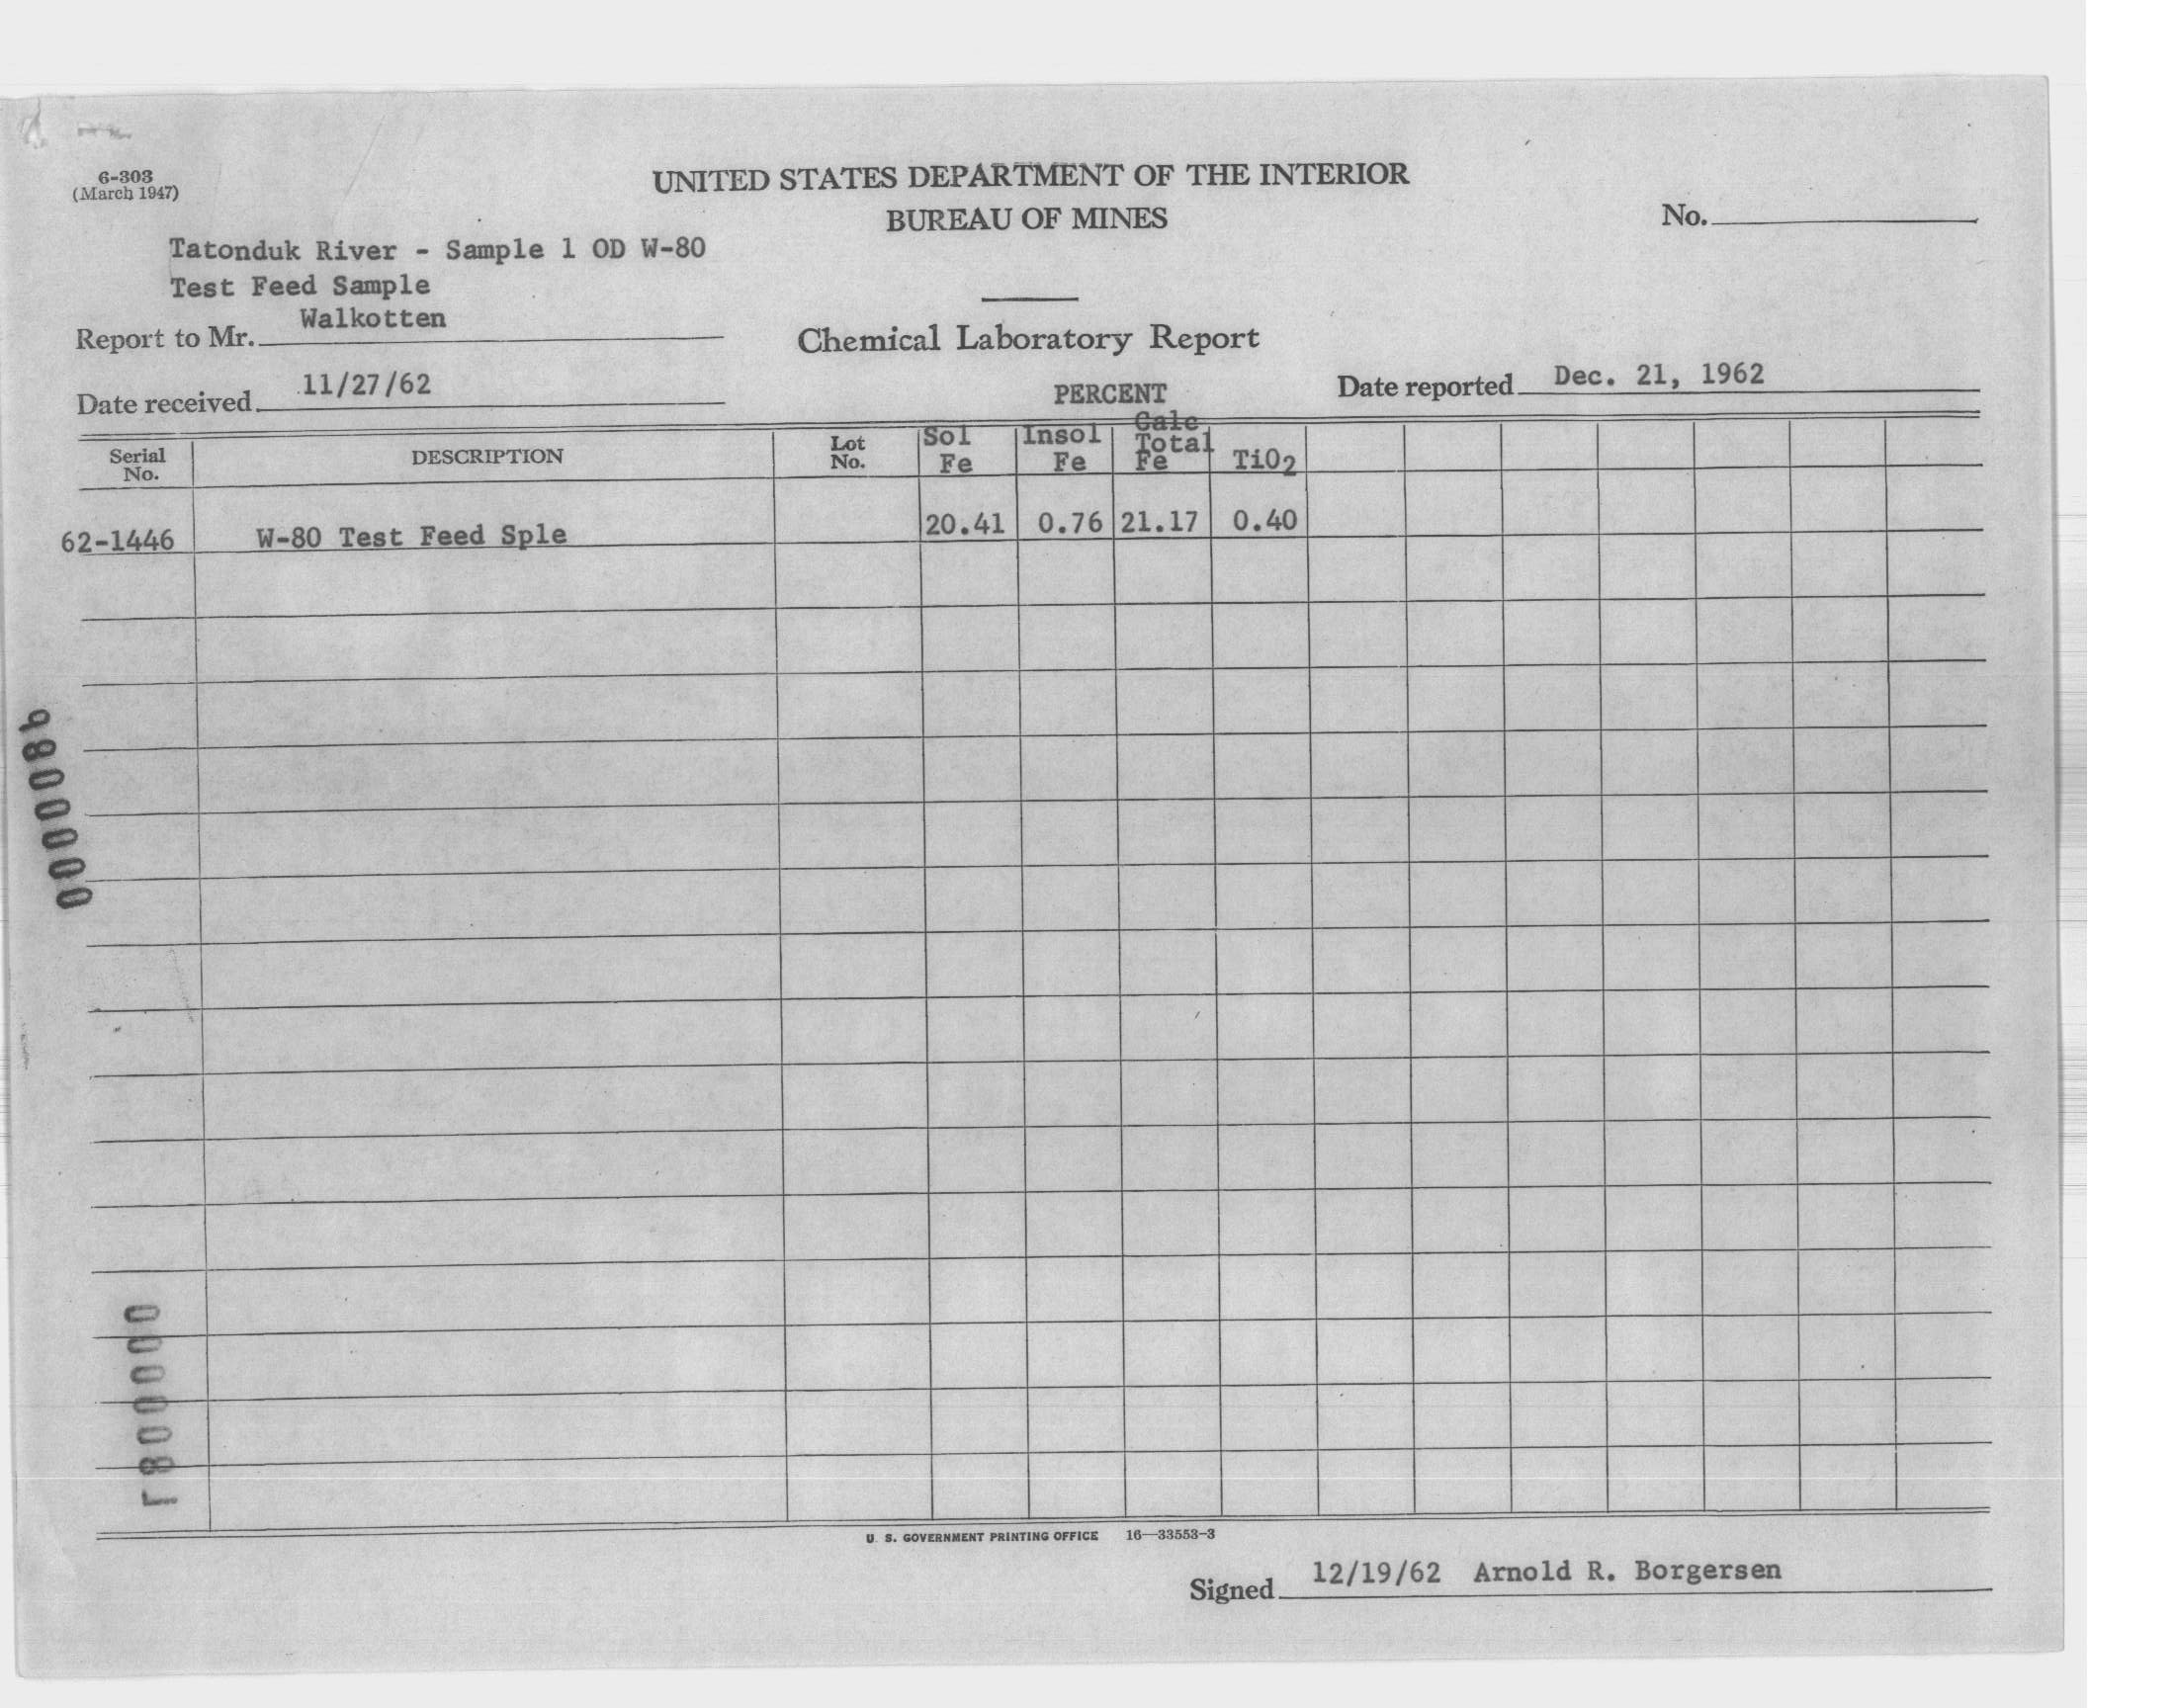 6-303
(March 1947)
UNITED STATES DEPARTMENT OF THE INTERIOR
BUREAU OF MINES
No.
Tatonduk River - Sample 1 OD W-80
Test Feed Sample
Report to Mr. Walkotten
Chemical Laboratory Report
Date received 11/27/62
PERCENT
Date reported Dec. 21, 1962
Serial No. DESCRIPTION Lot No. Sol Fe Insol Fe Calc Total Fe TiO2
62-1446 W-80 Test Feed Sple 20.41 0.76 21.17 0.40
U. S. GOVERNMENT PRINTING OFFICE 16—33553-3
Signed 12/19/62 Arnold R. Borgersen